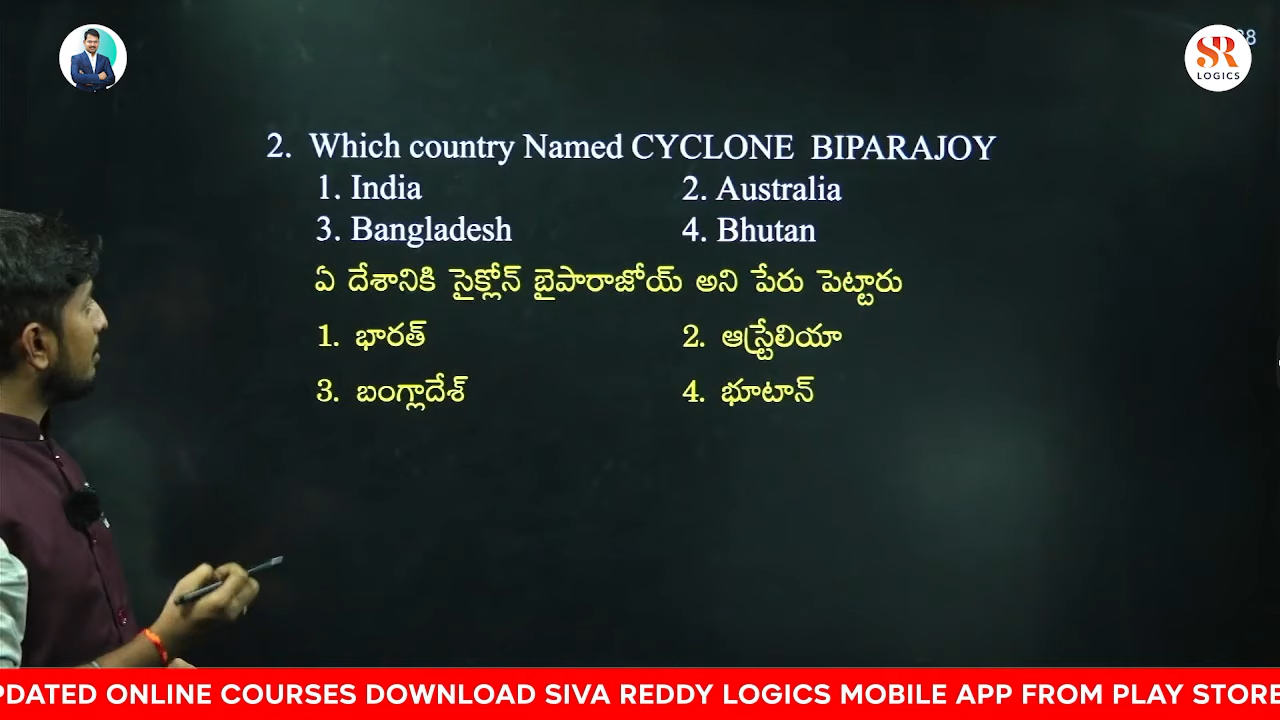 SR
LOGICS
38
2. Which country Named CYCLONE BIPARAJOY
1. India 2. Australia
3. Bangladesh 4. Bhutan
ఏ దేశానికి సైక్లోన్ బైపారాజోయ్ అని పేరు పెట్టారు
1. భారత్ 2. ఆస్ట్రేలియా
3. బంగ్లాదేశ్ 4. భూటాన్
PDATED ONLINE COURSES DOWNLOAD SIVA REDDY LOGICS MOBILE APP FROM PLAY STORE